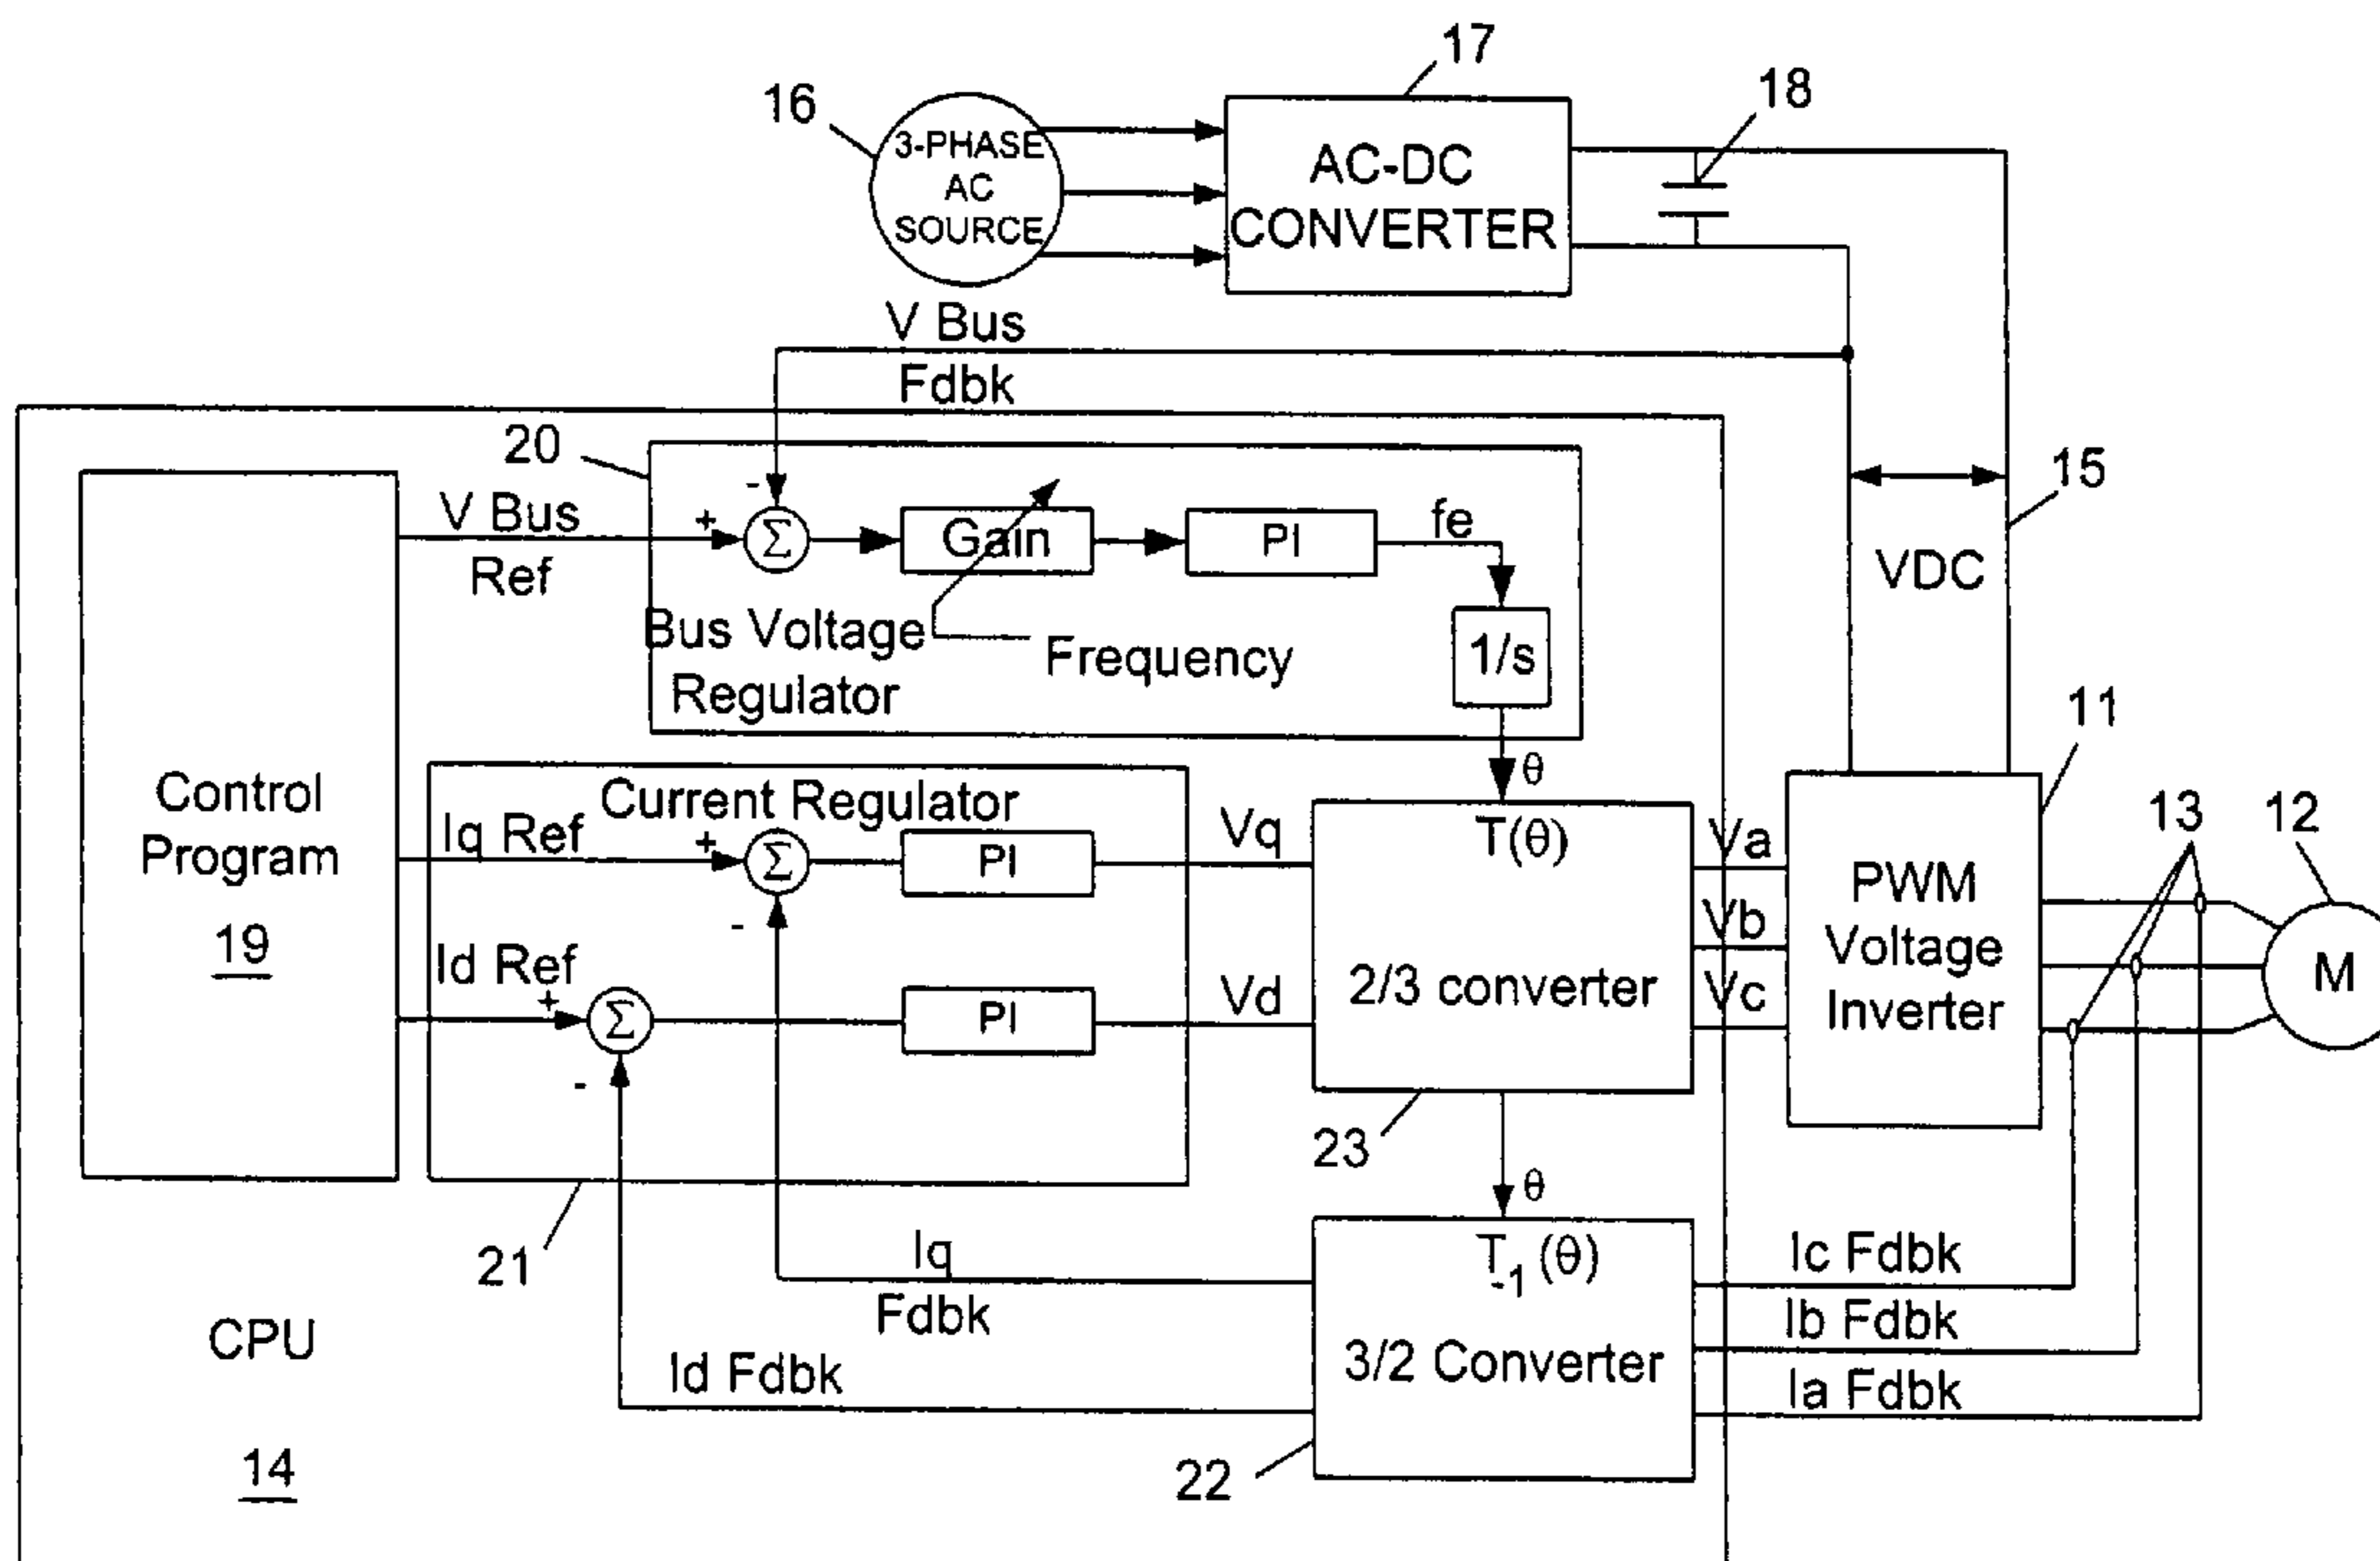 17
16
18
3-PHASE
AC
SOURCE
AC-DC
CONVERTER
V Bus
Fdbk
20
15
-
V Bus
Ref
+
Σ
Gain
PI
fe
VDC
Bus Voltage
Regulator
Frequency
1/s
θ
11
13
12
Control
Program
19
Current Regulator
Iq Ref
+
Σ
-
PI
Vq
T(θ)
Va
PWM
Voltage
Inverter
M
Id Ref
+
Σ
-
PI
Vd
2/3 converter
Vb
Vc
23
θ
21
Iq
Fdbk
Id Fdbk
T-1 (θ)
3/2 Converter
Ic Fdbk
Ib Fdbk
Ia Fdbk
22
CPU
14